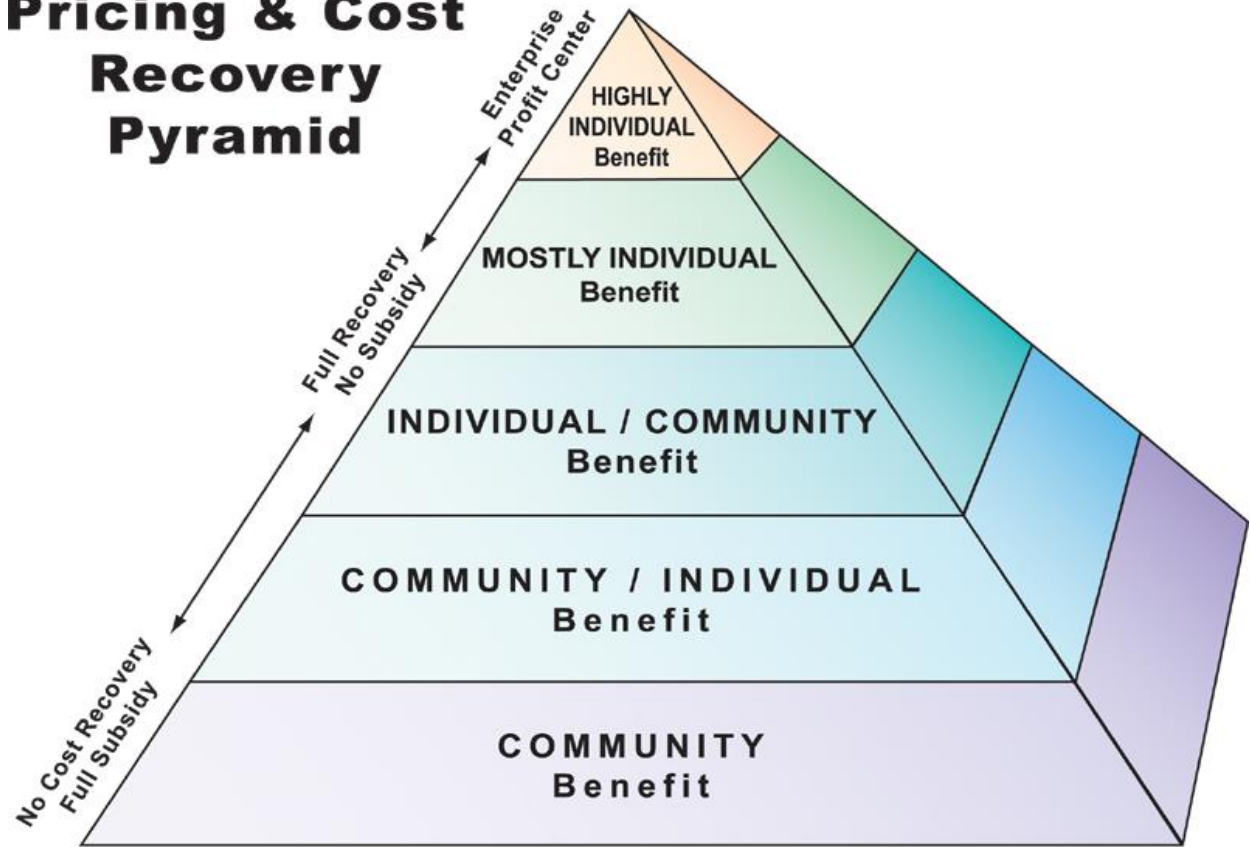 Pricing & Cost
Recovery
Pyramid
Enterprise
Profit Center
HIGHLY
INDIVIDUAL
Benefit
MOSTLY INDIVIDUAL
Benefit
Full Recovery
No Subsidy
INDIVIDUAL / COMMUNITY
Benefit
COMMUNITY / INDIVIDUAL
Benefit
No Cost Recovery
Full Subsidy
COMMUNITY
Benefit